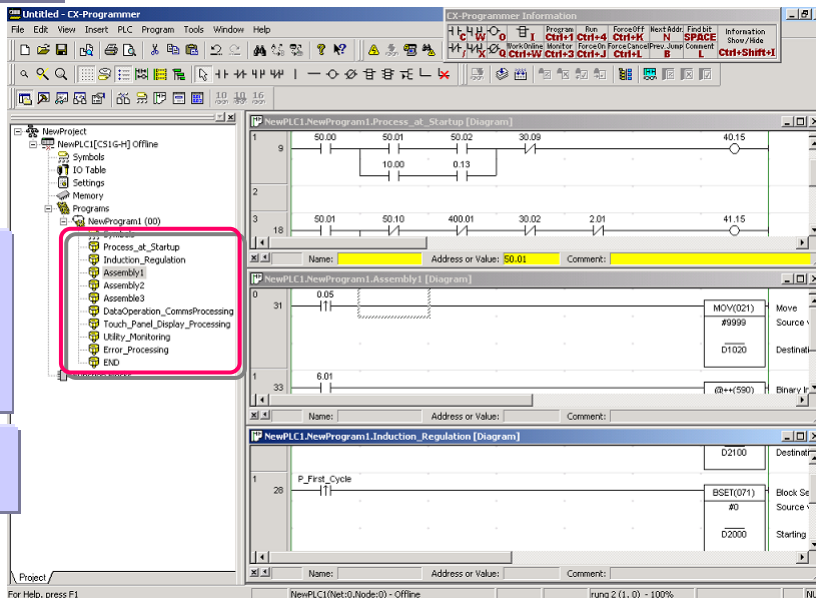 Untitled - CX-Programmer
File Edit View Insert PLC Program Tools Window Help
CX-Programmer Information
C W O I Program Ctrl+1 Run Ctrl+4 ForceOff Ctrl+K Next Addr. N Find bit SPACE
/ X Q WorkOnline Ctrl+W Monitor Ctrl+3 ForceOn Ctrl+J ForceCancel Ctrl+L Prev. Jump B Comment L
Information
Show/Hide
Ctrl+Shift+I
10 10 16
NewProject
NewPLC1[CS1G-H] Offline
Symbols
IO Table
Settings
Memory
Programs
NewProgram1 (00)
Symbols
Process_at_Startup
Induction_Regulation
Assembly1
Assembly2
Assemble3
DataOperation_CommsProcessing
Touch_Panel_Display_Processing
Utility_Monitoring
Error_Processing
END
Project
NewPLC1.NewProgram1.Process_at_Startup [Diagram]
1 9 50.00 50.01 50.02 30.09 40.15
10.00 0.13
2
3 18 50.01 50.10 400.01 30.02 2.01 41.15
Name: Address or Value: 50.01 Comment:
NewPLC1.NewProgram1.Assembly1 [Diagram]
0 31 0.05
MOV(021) Move
#9999 Source
D1020 Destinati
1 33 6.01
@++(590) Binary Ir
Name: Address or Value: Comment:
NewPLC1.NewProgram1.Induction_Regulation [Diagram]
D2100 Destinati
1 28 P_First_Cycle
BSET(071) Block Se
#0 Source
D2000 Starting
Name: Address or Value: Comment:
For Help, press F1
NewPLC1(Net:0,Node:0) - Offline
rung 2 (1, 0) - 100%
NU